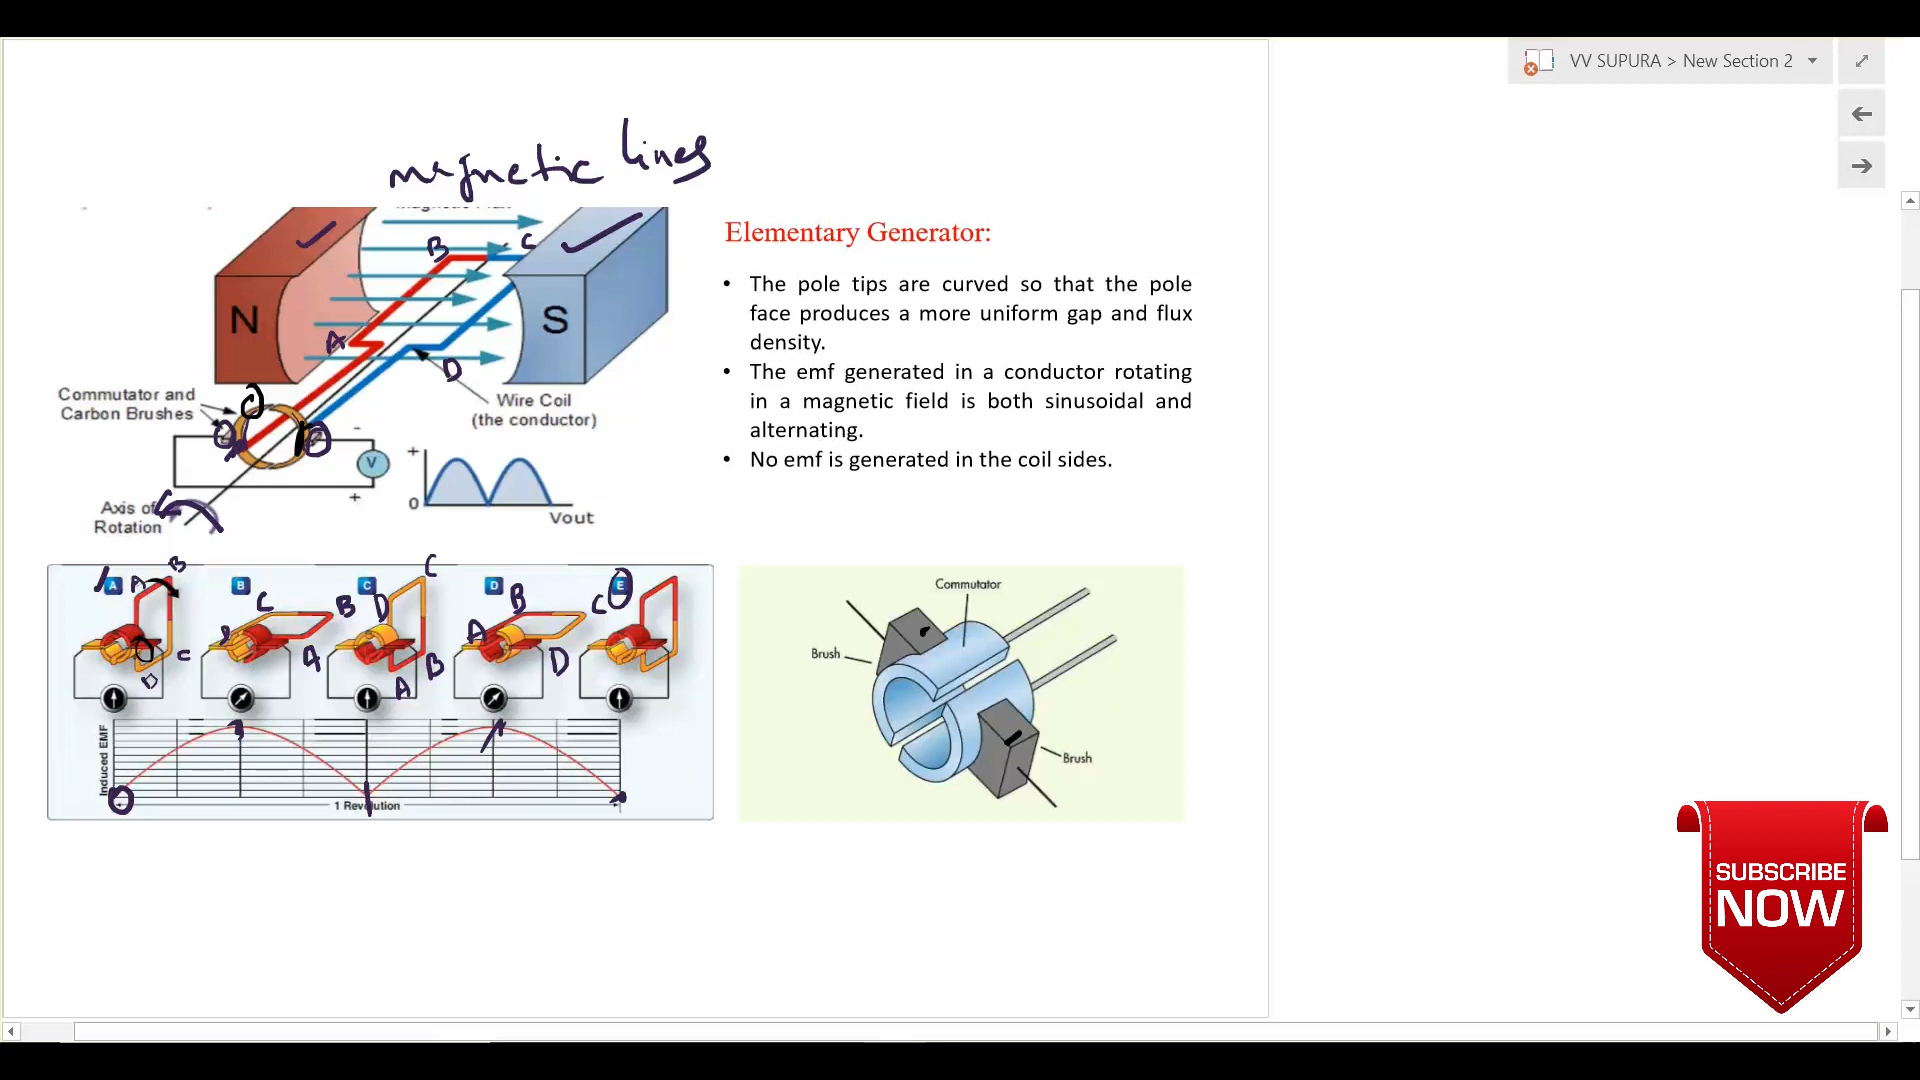 VV SUPURA > New Section 2
magnetic lines
N
S
A
B
C
D
Commutator and
Carbon Brushes
Wire Coil
(the conductor)
-
V
+
Axis of
Rotation
+
0
Vout
Elementary Generator:
• The pole tips are curved so that the pole
face produces a more uniform gap and flux
density.
• The emf generated in a conductor rotating
in a magnetic field is both sinusoidal and
alternating.
• No emf is generated in the coil sides.
A
A
B
C
D
B
C
B
A
C
D
C
B
A
D
A
B
C
D
E
Induced EMF
1 Revolution
Commutator
Brush
Brush
SUBSCRIBE
NOW